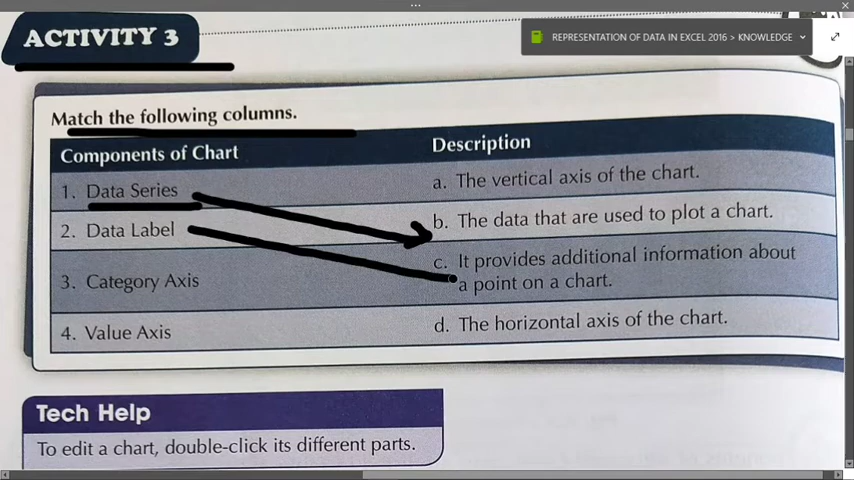 REPRESENTATION OF DATA IN EXCEL 2016 > KNOWLEDGE
ACTIVITY 3
Match the following columns.
Components of Chart
Description
1. Data Series
a. The vertical axis of the chart.
2. Data Label
b. The data that are used to plot a chart.
3. Category Axis
c. It provides additional information about
a point on a chart.
4. Value Axis
d. The horizontal axis of the chart.
Tech Help
To edit a chart, double-click its different parts.